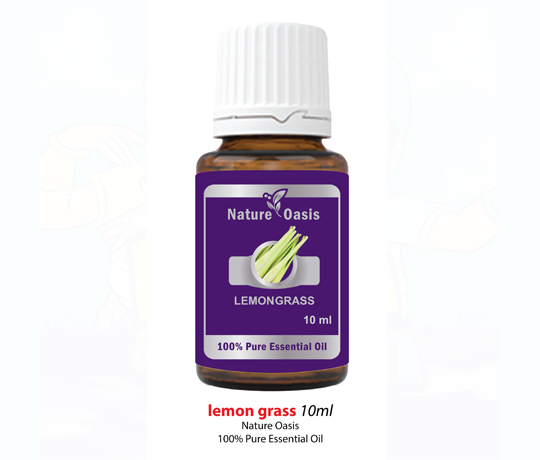 Nature Oasis
LEMONGRASS
10 ml
100% Pure Essential Oil
lemon grass 10ml
Nature Oasis
100% Pure Essential Oil